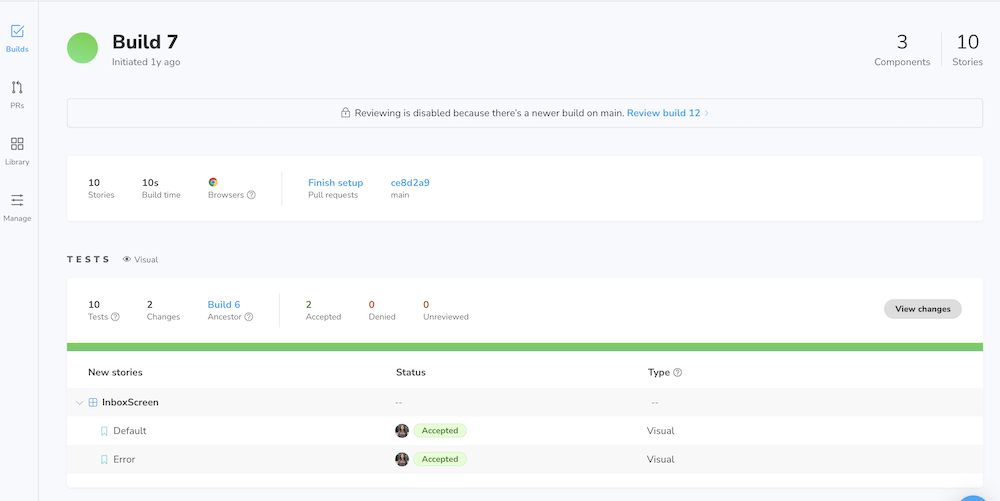 Build 7
Initiated 1y ago
3
Components
10
Stories
Builds
PRs
Library
Manage
Reviewing is disabled because there's a newer build on main. Review build 12
10
Stories
10s
Build time
Browsers
Finish setup
Pull requests
ce8d2a9
main
TESTS Visual
10
Tests
2
Changes
Build 6
Ancestor
2
Accepted
0
Denied
0
Unreviewed
View changes
New stories Status Type
InboxScreen -- --
Default Accepted Visual
Error Accepted Visual